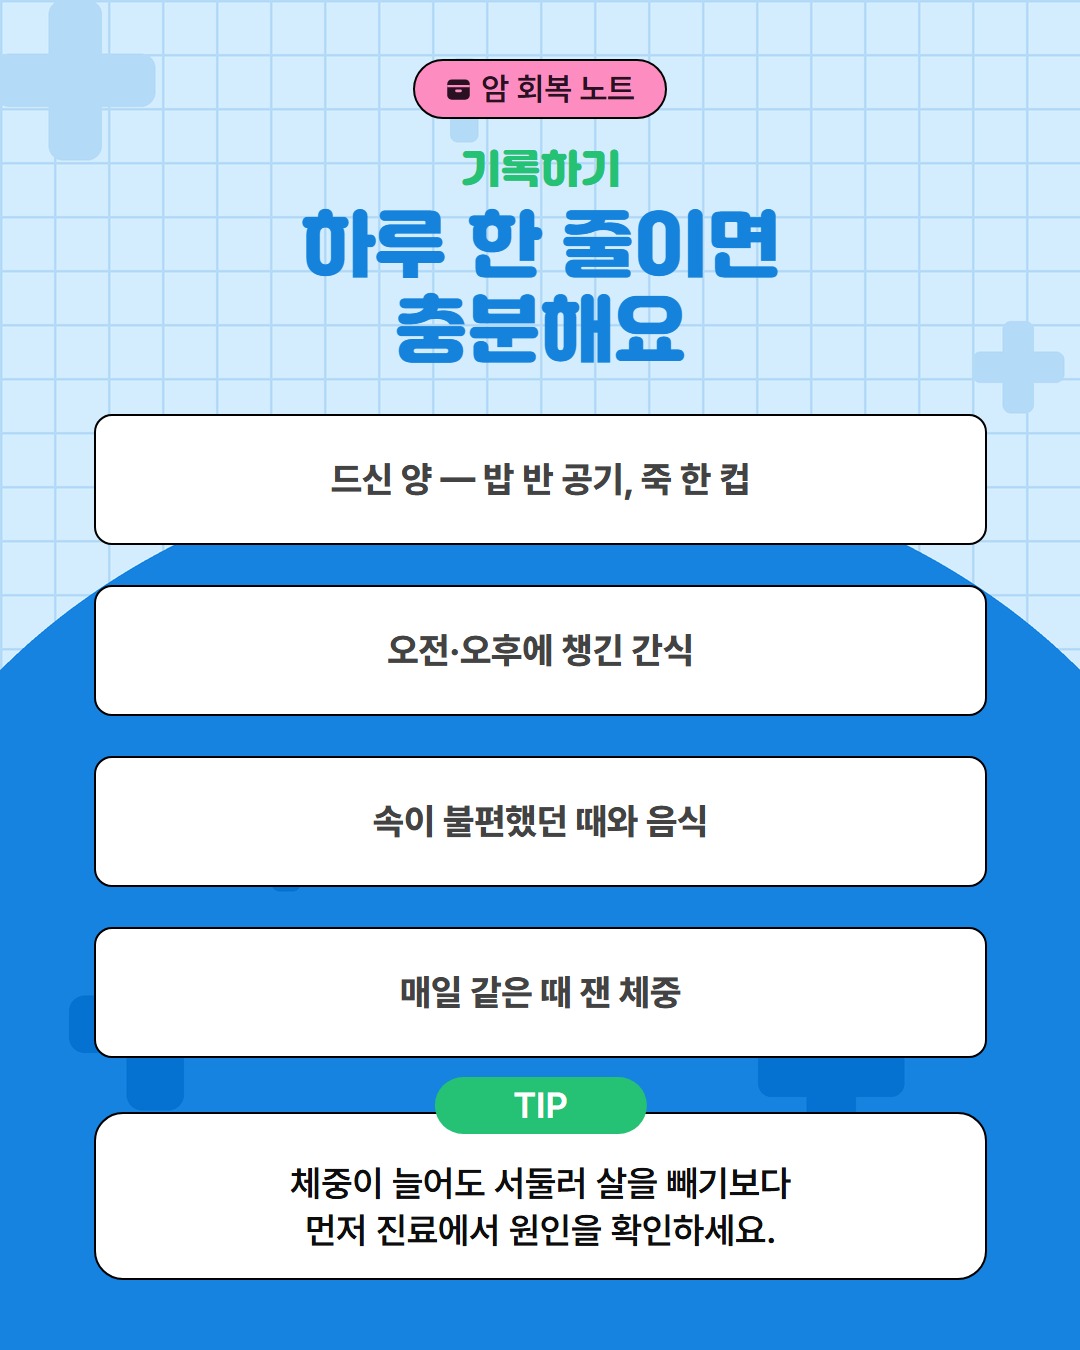 암 회복 노트
기록하기
하루 한 줄이면
충분해요
드신 양 — 밥 반 공기, 죽 한 컵
오전·오후에 챙긴 간식
속이 불편했던 때와 음식
매일 같은 때 잰 체중
TIP
체중이 늘어도 서둘러 살을 빼기보다
먼저 진료에서 원인을 확인하세요.